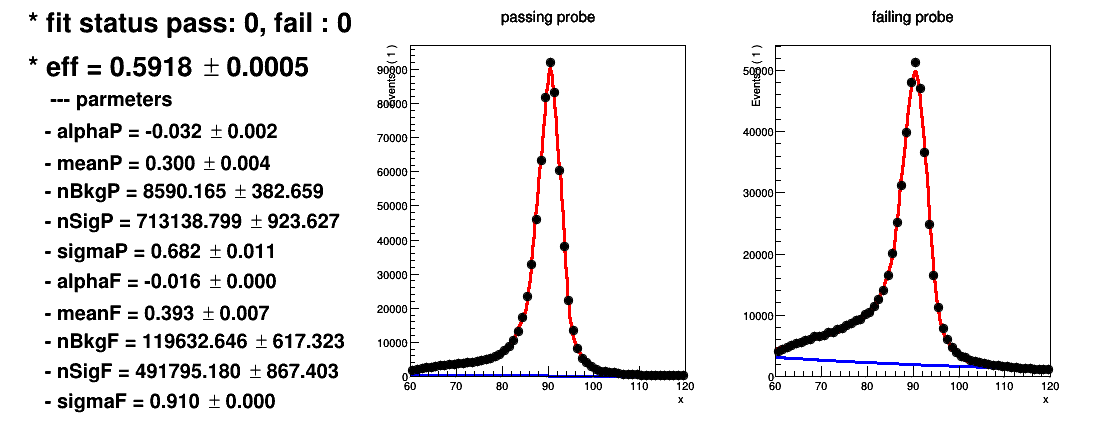 * fit status pass: 0, fail : 0
* eff = 0.5918 ± 0.0005
--- parmeters
- alphaP = -0.032 ± 0.002
- meanP = 0.300 ± 0.004
- nBkgP = 8590.165 ± 382.659
- nSigP = 713138.799 ± 923.627
- sigmaP = 0.682 ± 0.011
- alphaF = -0.016 ± 0.000
- meanF = 0.393 ± 0.007
- nBkgF = 119632.646 ± 617.323
- nSigF = 491795.180 ± 867.403
- sigmaF = 0.910 ± 0.000
passing probe
Events / ( 1 )
90000
80000
70000
60000
50000
40000
30000
20000
10000
0
60 70 80 90 100 110 120
x
failing probe
Events / ( 1 )
50000
40000
30000
20000
10000
0
60 70 80 90 100 110 120
x